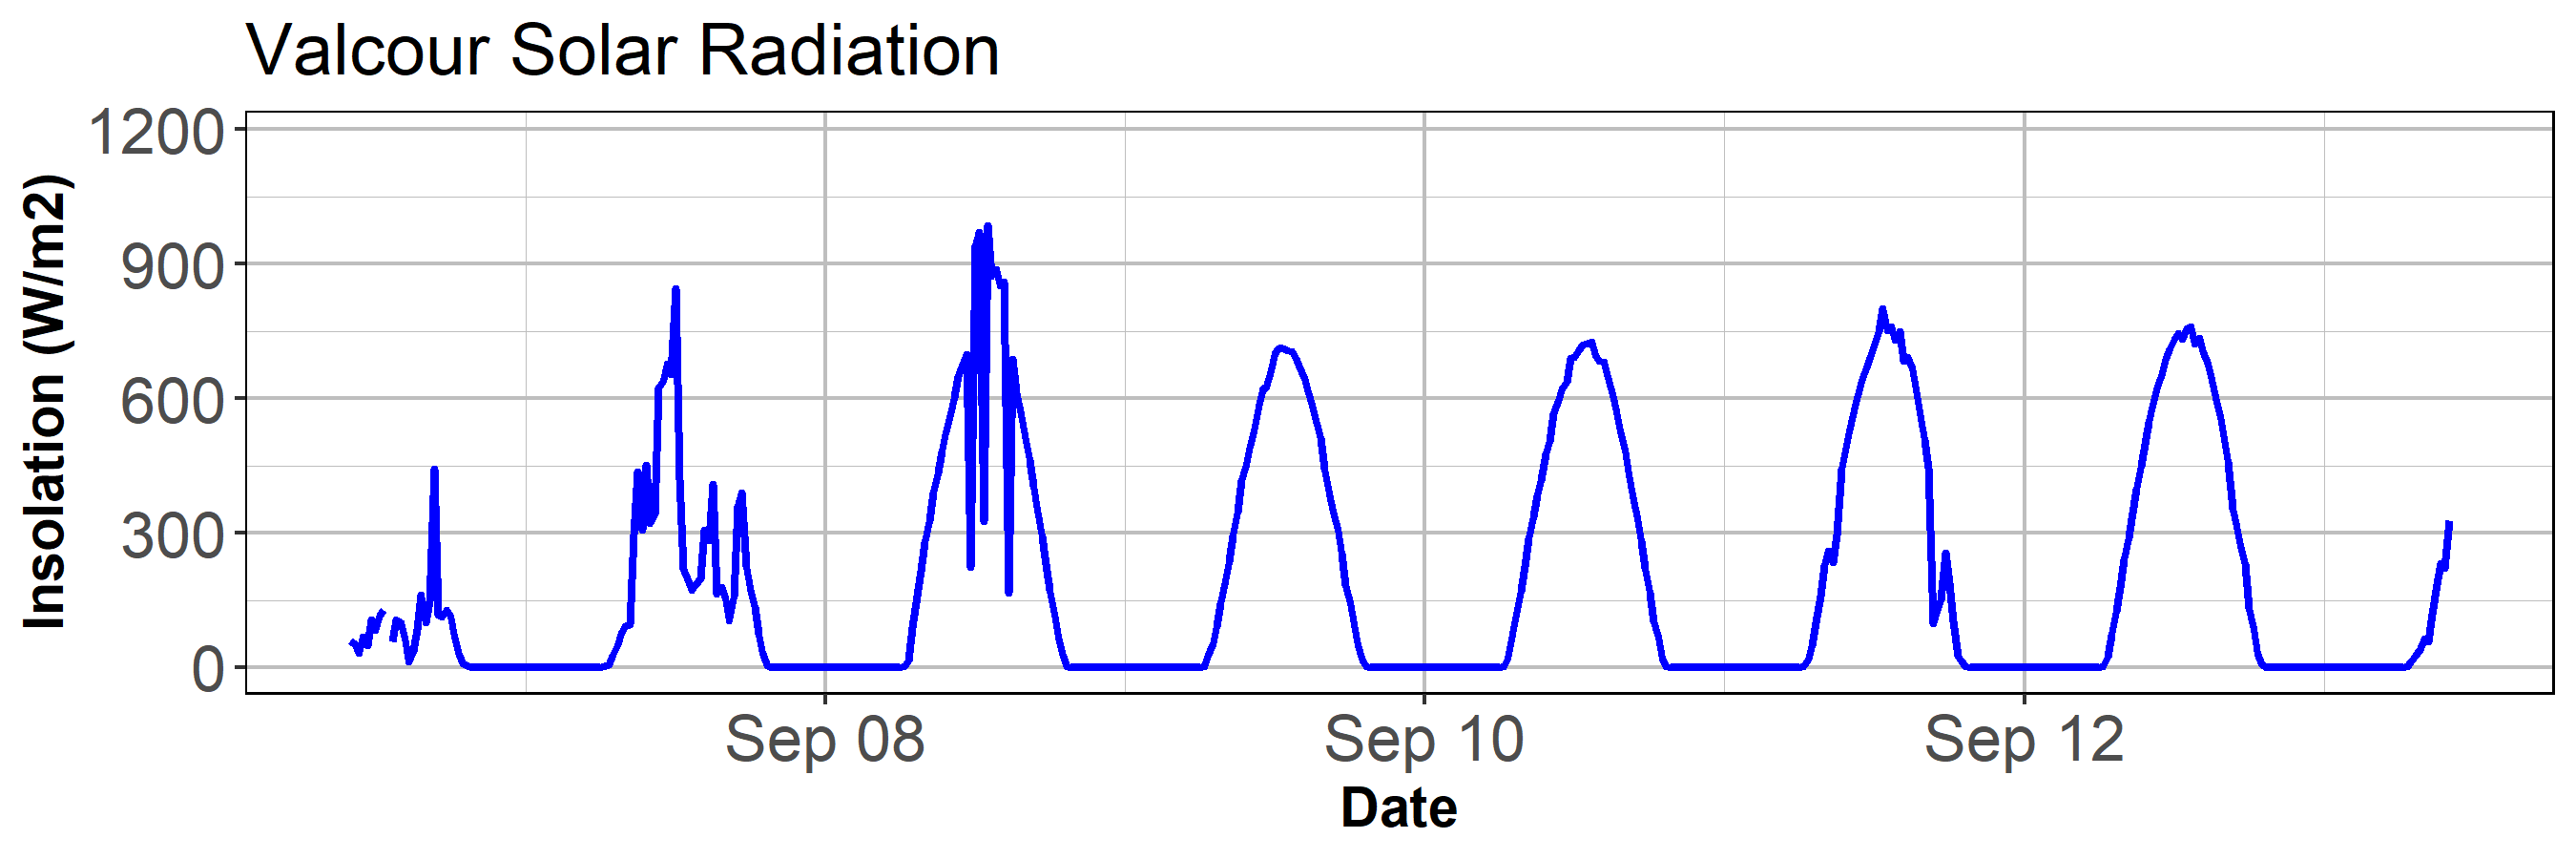 Valcour Solar Radiation
1200
900
600
300
0
Insolation (W/m2)
Sep 08
Sep 10
Sep 12
Date